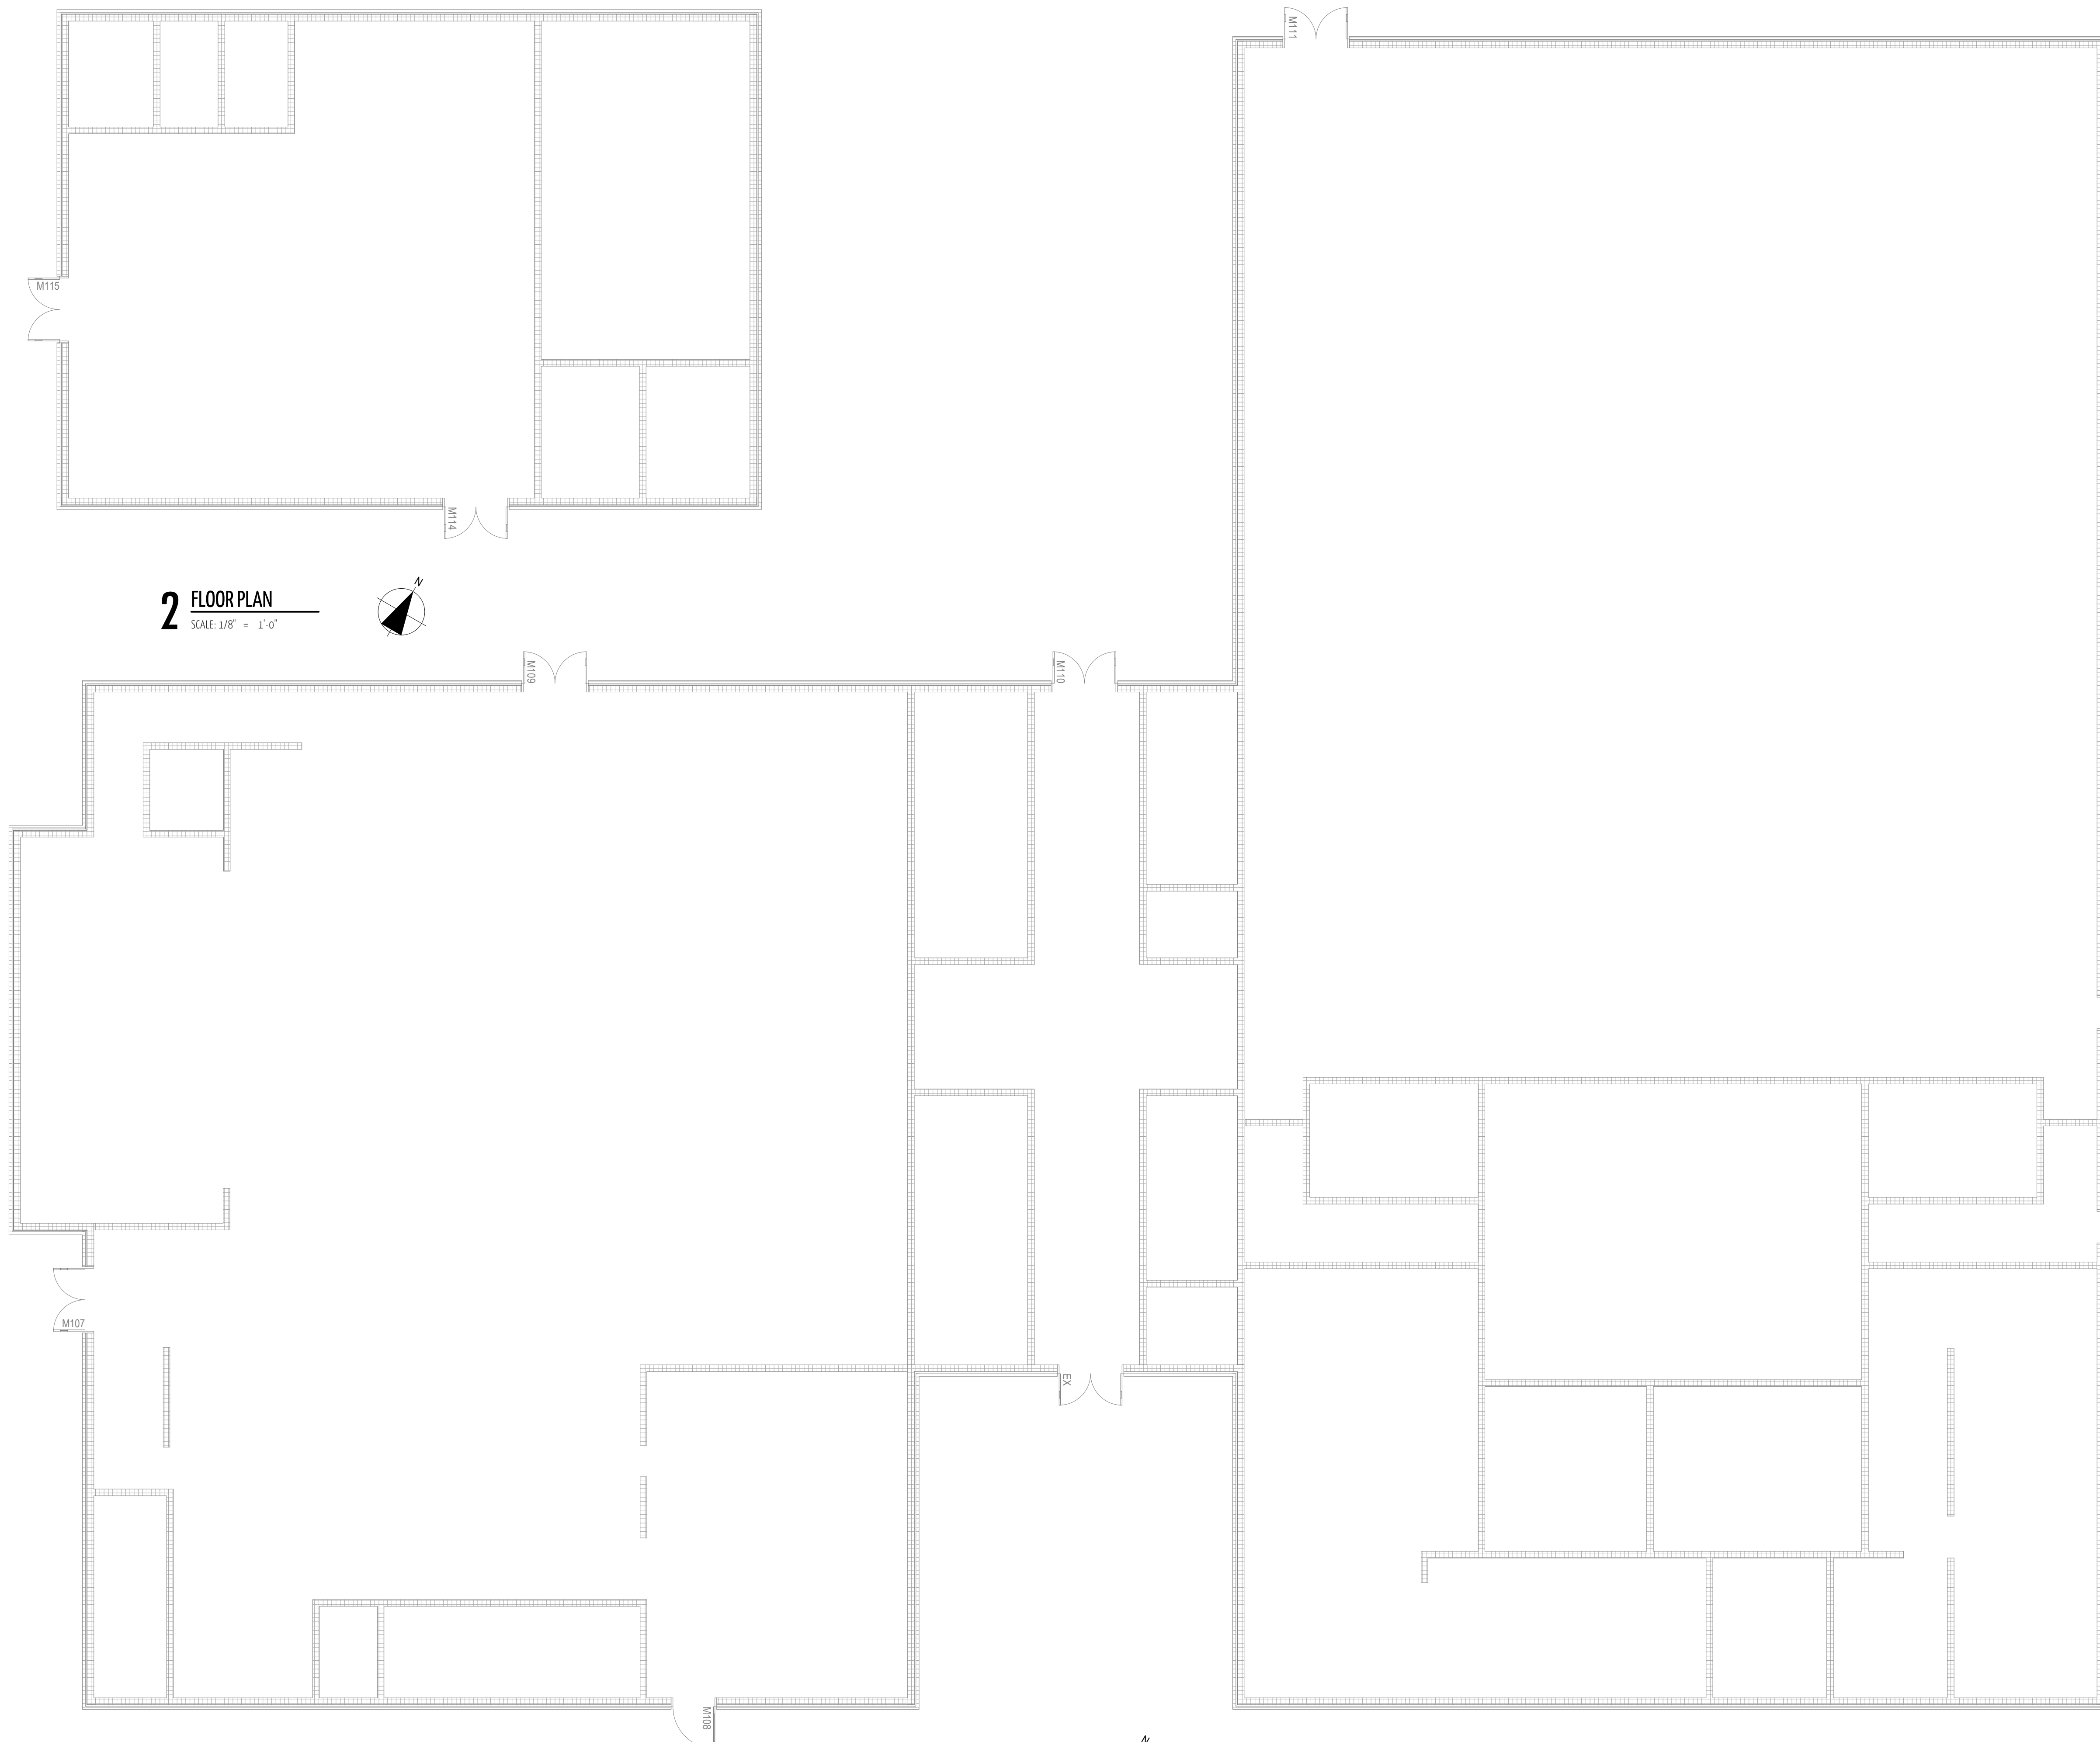 M111
M115
M114
N
2 FLOOR PLAN
SCALE: 1/8" = 1'-0"
M109
M110
M107
EX
M108
N